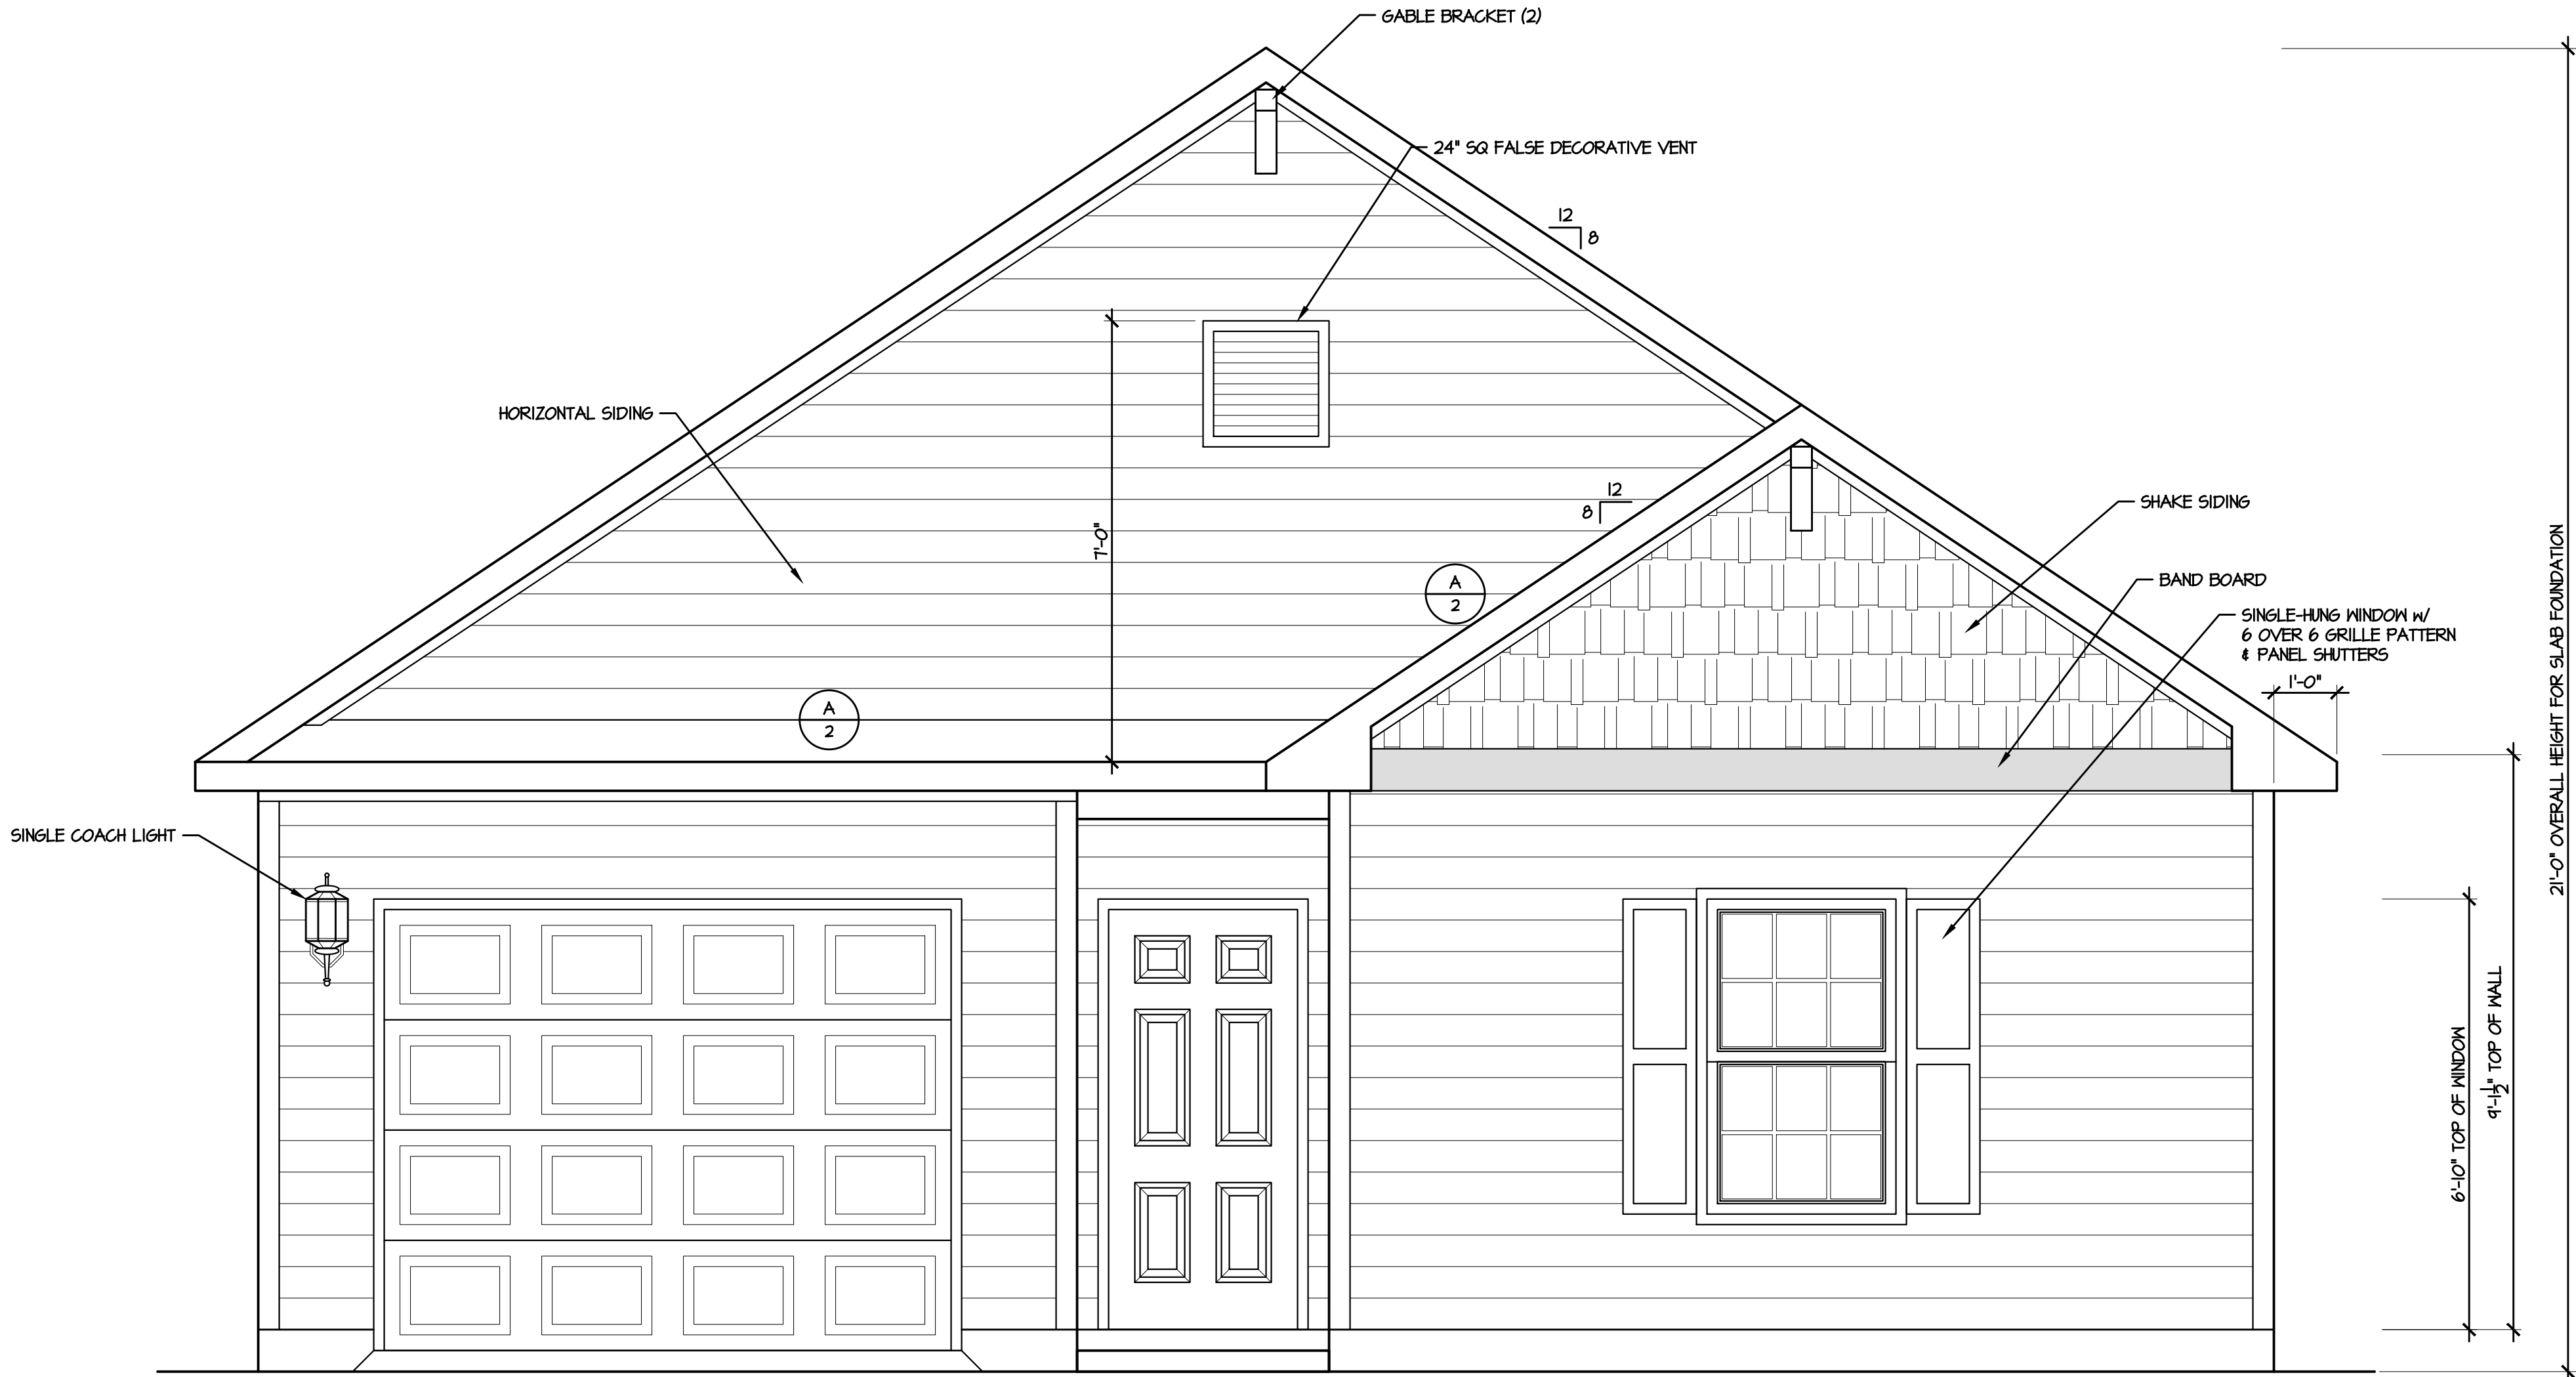 GABLE BRACKET (2)
24" SQ FALSE DECORATIVE VENT
12
8
HORIZONTAL SIDING
12
8
SHAKE SIDING
7'-0"
A
2
BAND BOARD
SINGLE-HUNG WINDOW w/
6 OVER 6 GRILLE PATTERN
& PANEL SHUTTERS
1'-0"
A
2
SINGLE COACH LIGHT
6'-10" TOP OF WINDOW
9'-1 1/2" TOP OF WALL
21'-0" OVERALL HEIGHT FOR SLAB FOUNDATION